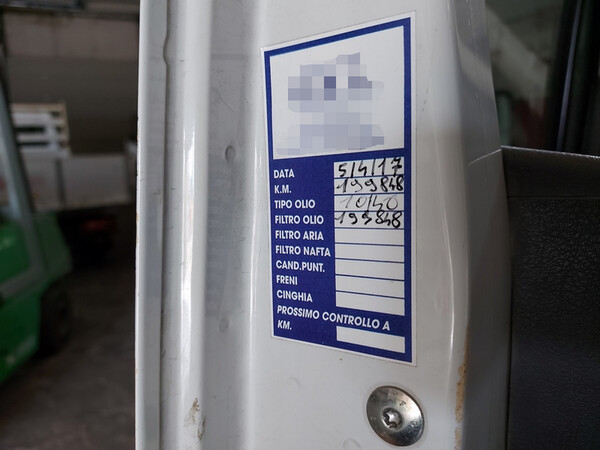 DATA 5/4/17
K.M. 199848
TIPO OLIO 10/40
FILTRO OLIO 199848
FILTRO ARIA
FILTRO NAFTA
CAND.PUNT.
FRENI
CINGHIA
PROSSIMO CONTROLLO A
KM.